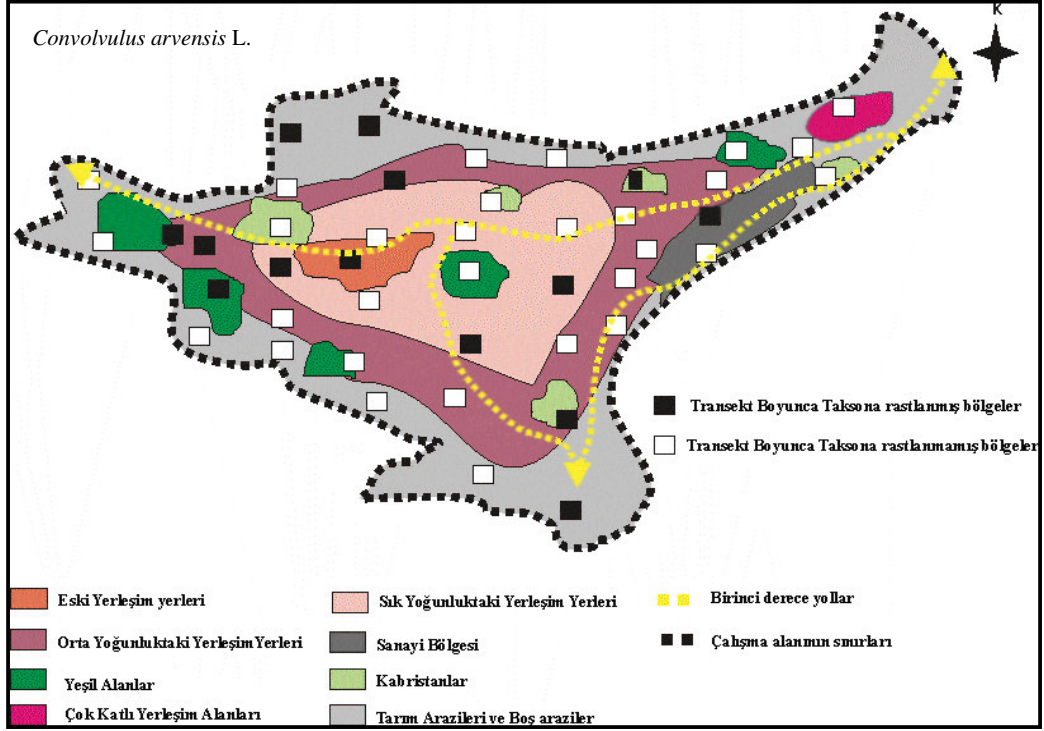 K
Convolvulus arvensis L.
Transekt Boyunca Taksona rastlanmış bölgeler
Transekt Boyunca Taksona rastlanmamış bölgeler
Eski Yerleşim yerleri
Sık Yoğunluktaki Yerleşim Yerleri
Birinci derece yollar
Orta Yoğunluktaki Yerleşim Yerleri
Sanayi Bölgesi
Çalışma alanının sınırları
Yeşil Alanlar
Kabristanlar
Çok Katlı Yerleşim Alanları
Tarım Arazileri ve Boş araziler